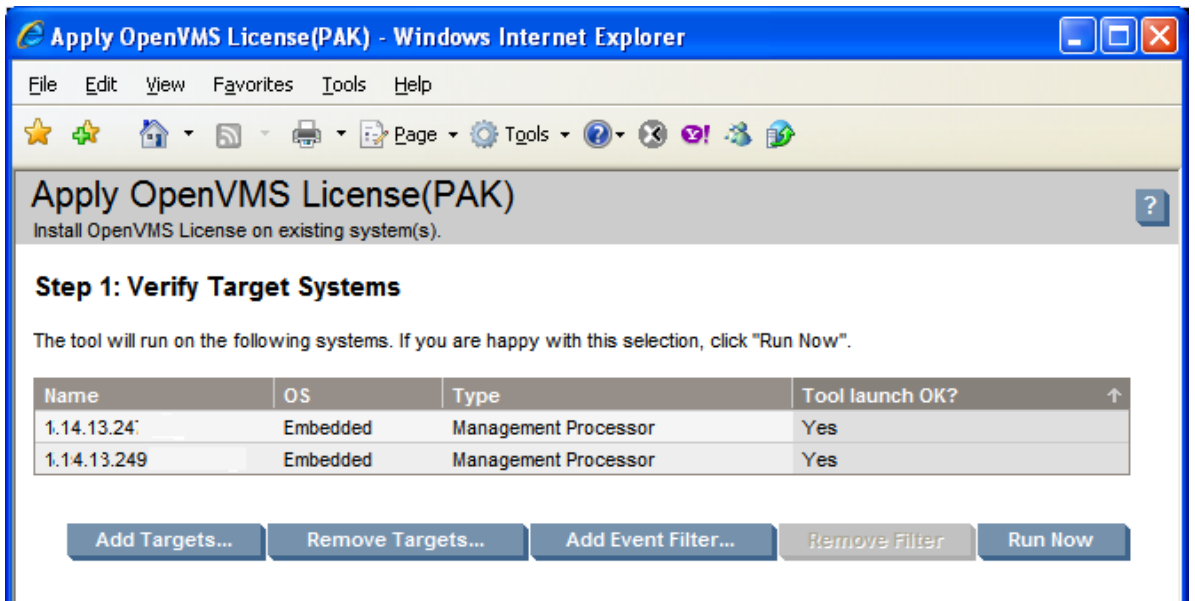 Apply OpenVMS License(PAK) - Windows Internet Explorer
File Edit View Favorites Tools Help
Page Tools
Apply OpenVMS License(PAK)
?
Install OpenVMS License on existing system(s).
Step 1: Verify Target Systems
The tool will run on the following systems. If you are happy with this selection, click "Run Now".
Name OS Type Tool launch OK?
Embedded Management Processor Yes
1.14.13.249 Embedded Management Processor Yes
Add Targets... Remove Targets... Add Event Filter... Remove Filter Run Now